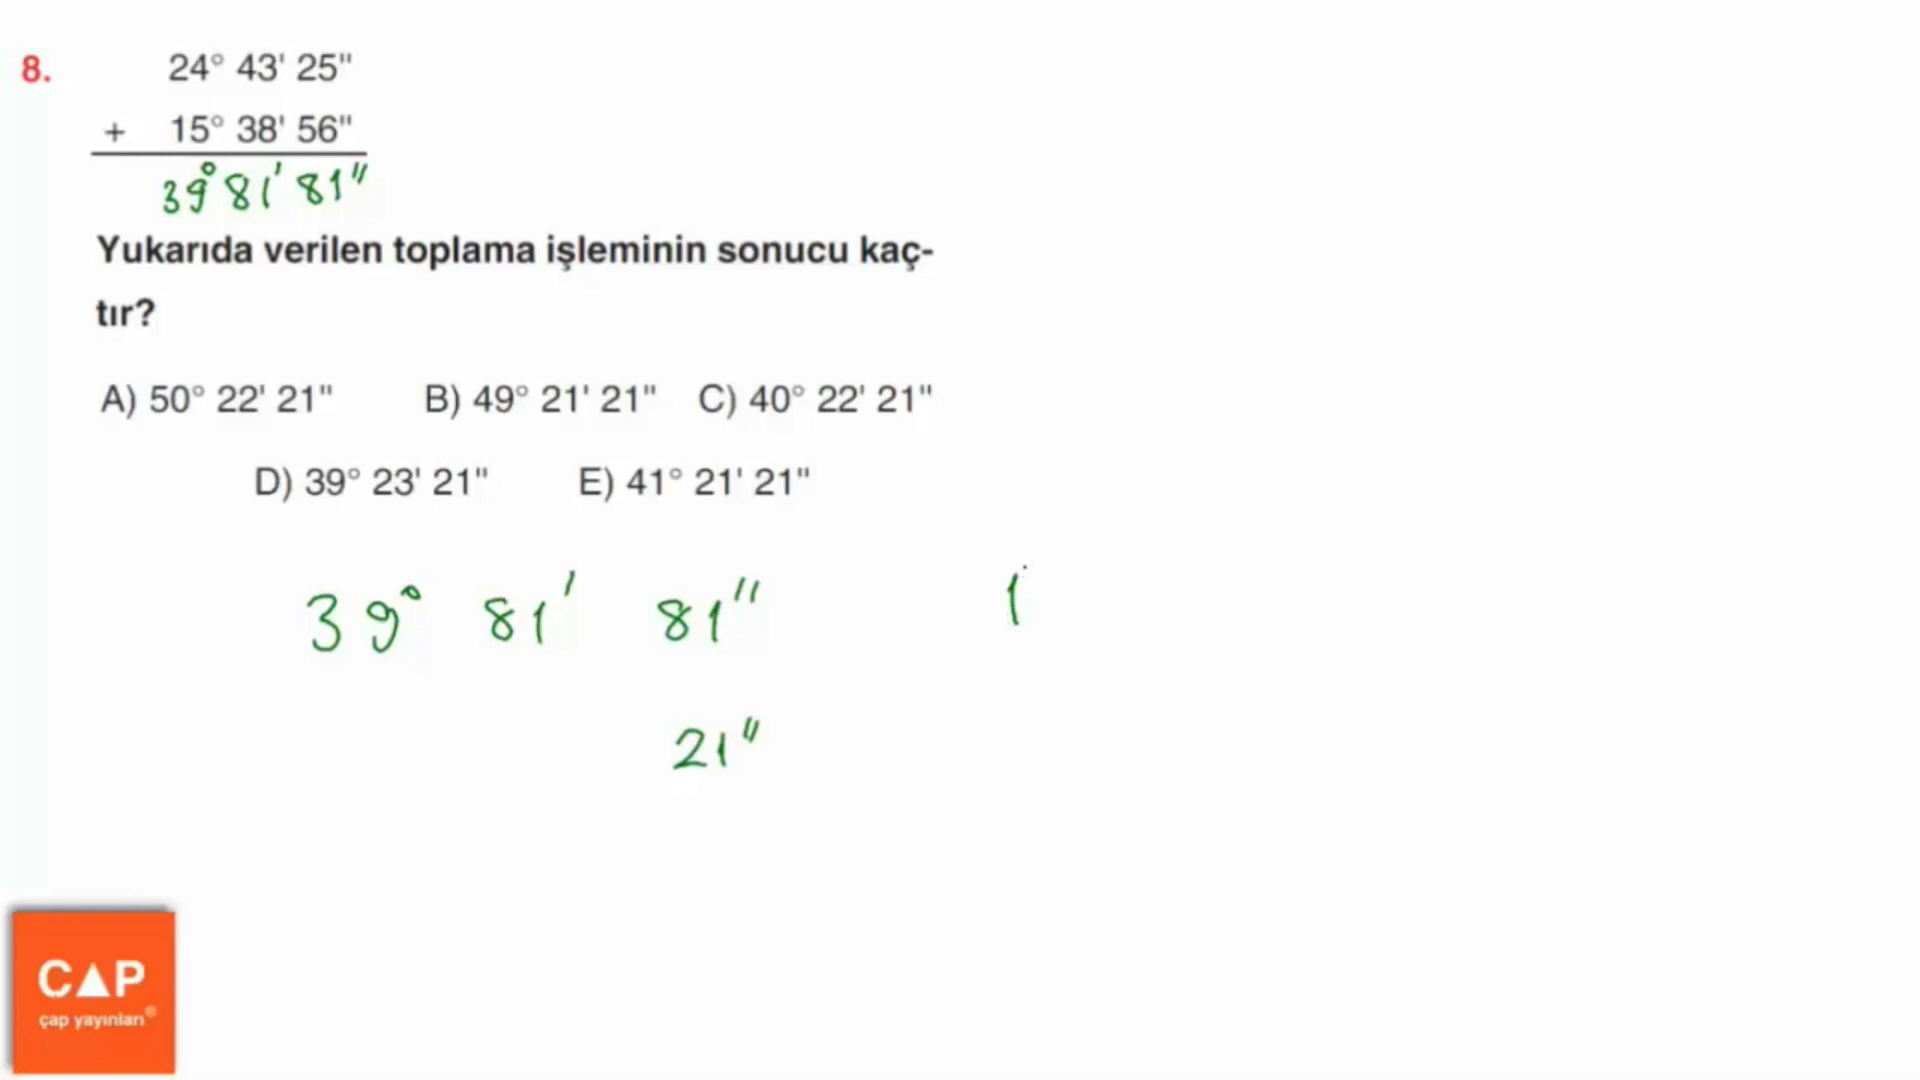 8. 24° 43' 25"
+ 15° 38' 56"
39° 81' 81"
Yukarıda verilen toplama işleminin sonucu kaç-
tır?
A) 50° 22' 21" B) 49° 21' 21" C) 40° 22' 21"
D) 39° 23' 21" E) 41° 21' 21"
39° 81' 81" 1
21"
CAP
çap yayınları®